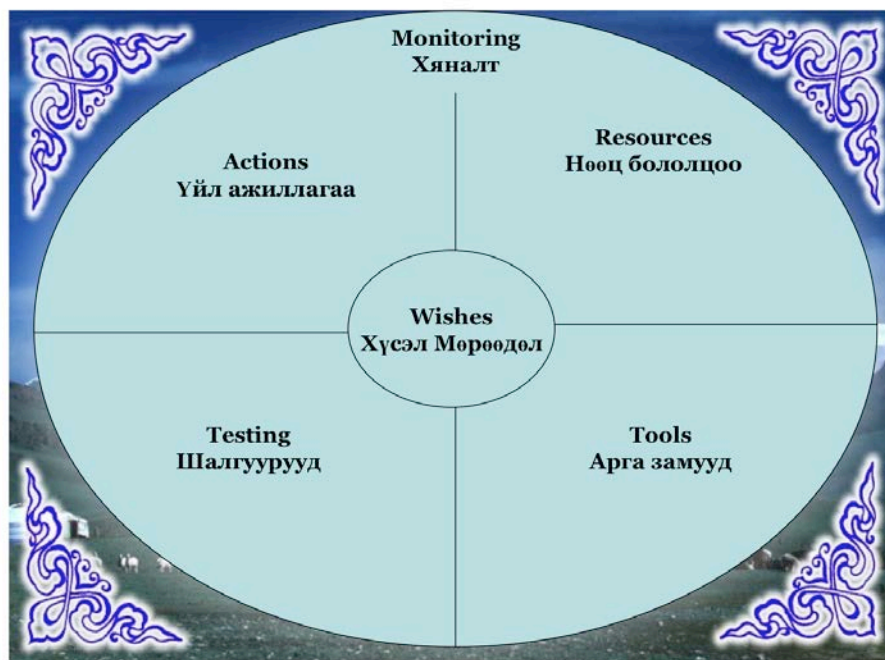 Monitoring
Хяналт
Actions
Үйл ажиллагаа
Resources
Нөөц бололцоо
Wishes
Хүсэл Мөрөөдөл
Testing
Шалгуурууд
Tools
Арга замууд